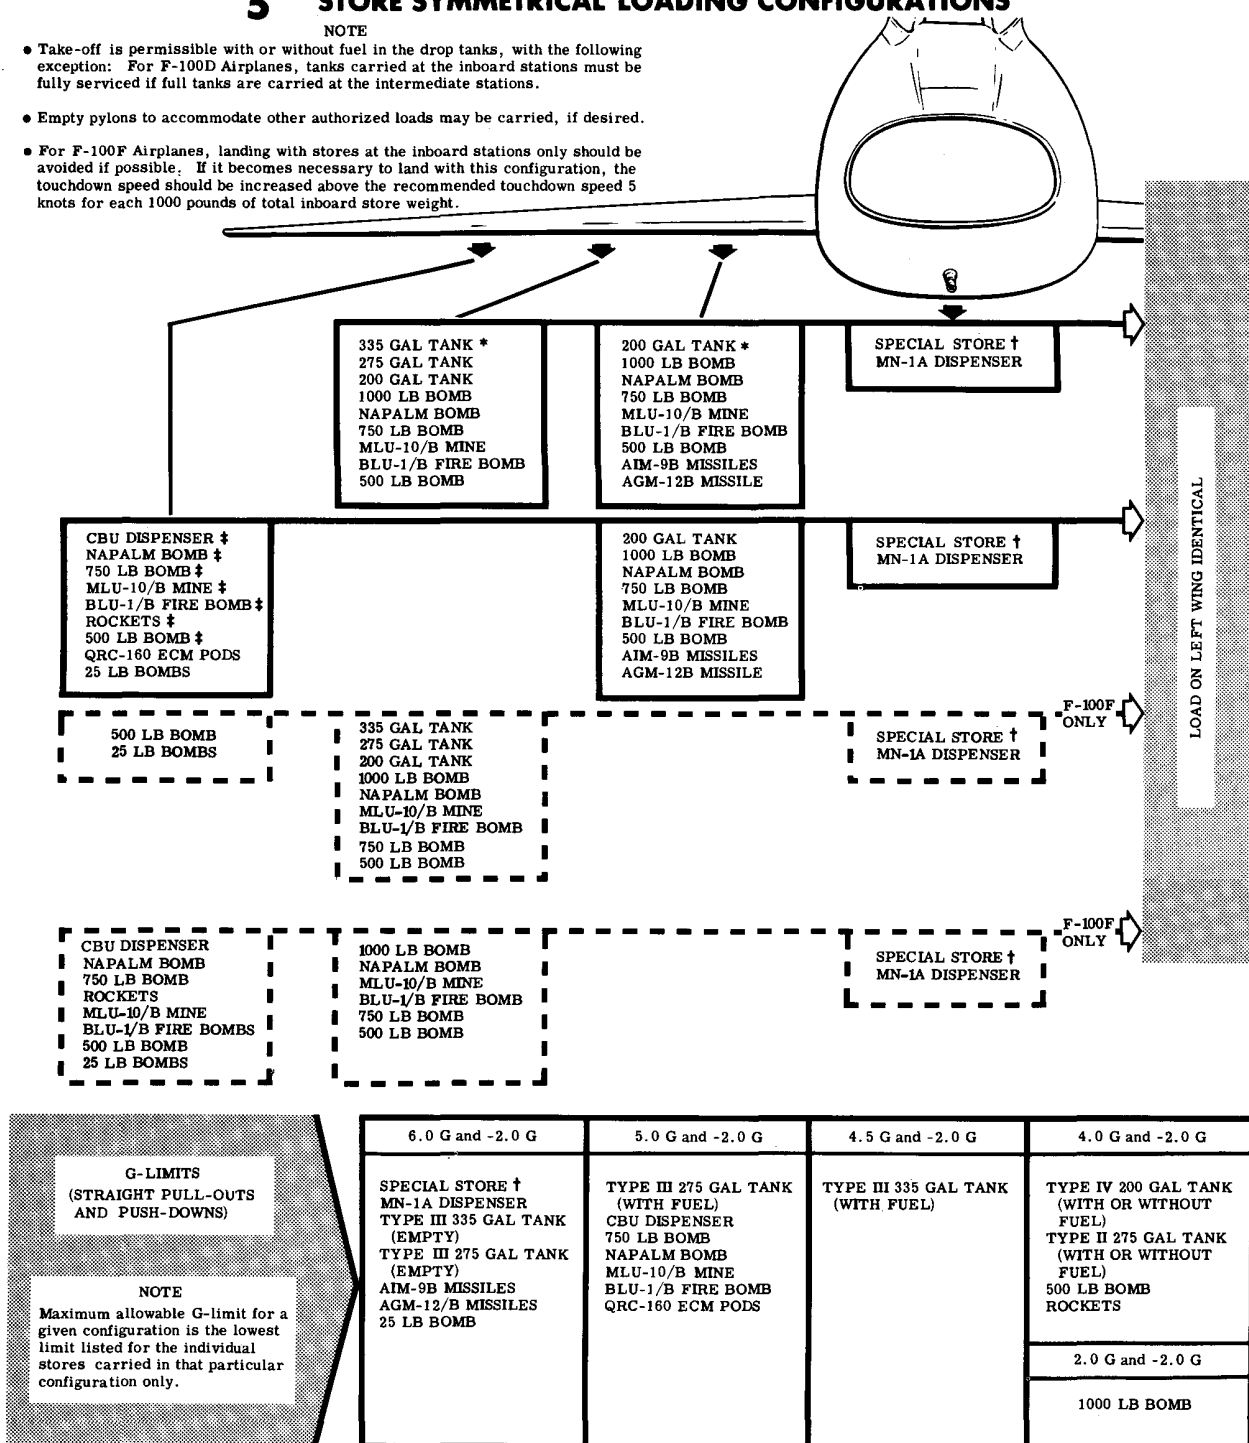 5 STORE SYMMETRICAL LOADING CONFIGURATIONS
NOTE
• Take-off is permissible with or without fuel in the drop tanks, with the following
exception: For F-100D Airplanes, tanks carried at the inboard stations must be
fully serviced if full tanks are carried at the intermediate stations.
• Empty pylons to accommodate other authorized loads may be carried, if desired.
• For F-100F Airplanes, landing with stores at the inboard stations only should be
avoided if possible. If it becomes necessary to land with this configuration, the
touchdown speed should be increased above the recommended touchdown speed 5
knots for each 1000 pounds of total inboard store weight.
335 GAL TANK *
275 GAL TANK
200 GAL TANK
1000 LB BOMB
NAPALM BOMB
750 LB BOMB
MLU-10/B MINE
BLU-1/B FIRE BOMB
500 LB BOMB
200 GAL TANK *
1000 LB BOMB
NAPALM BOMB
750 LB BOMB
MLU-10/B MINE
BLU-1/B FIRE BOMB
500 LB BOMB
AIM-9B MISSILES
AGM-12B MISSILE
SPECIAL STORE †
MN-1A DISPENSER
CBU DISPENSER ‡
NAPALM BOMB ‡
750 LB BOMB ‡
MLU-10/B MINE ‡
BLU-1/B FIRE BOMB ‡
ROCKETS ‡
500 LB BOMB ‡
QRC-160 ECM PODS
25 LB BOMBS
200 GAL TANK
1000 LB BOMB
NAPALM BOMB
750 LB BOMB
MLU-10/B MINE
BLU-1/B FIRE BOMB
500 LB BOMB
AIM-9B MISSILES
AGM-12B MISSILE
SPECIAL STORE †
MN-1A DISPENSER
LOAD ON LEFT WING IDENTICAL
500 LB BOMB
25 LB BOMBS
335 GAL TANK
275 GAL TANK
200 GAL TANK
1000 LB BOMB
NAPALM BOMB
MLU-10/B MINE
BLU-1/B FIRE BOMB
750 LB BOMB
500 LB BOMB
SPECIAL STORE †
MN-1A DISPENSER
F-100F
ONLY
CBU DISPENSER
NAPALM BOMB
750 LB BOMB
ROCKETS
MLU-10/B MINE
BLU-1/B FIRE BOMBS
500 LB BOMB
25 LB BOMBS
1000 LB BOMB
NAPALM BOMB
MLU-10/B MINE
BLU-1/B FIRE BOMB
750 LB BOMB
500 LB BOMB
SPECIAL STORE †
MN-1A DISPENSER
F-100F
ONLY
G-LIMITS
(STRAIGHT PULL-OUTS
AND PUSH-DOWNS)
NOTE
Maximum allowable G-limit for a
given configuration is the lowest
limit listed for the individual
stores carried in that particular
configuration only.
6.0 G and -2.0 G
SPECIAL STORE †
MN-1A DISPENSER
TYPE III 335 GAL TANK
(EMPTY)
TYPE III 275 GAL TANK
(EMPTY)
AIM-9B MISSILES
AGM-12/B MISSILES
25 LB BOMB
5.0 G and -2.0 G
TYPE III 275 GAL TANK
(WITH FUEL)
CBU DISPENSER
750 LB BOMB
NAPALM BOMB
MLU-10/B MINE
BLU-1/B FIRE BOMB
QRC-160 ECM PODS
4.5 G and -2.0 G
TYPE III 335 GAL TANK
(WITH FUEL)
4.0 G and -2.0 G
TYPE IV 200 GAL TANK
(WITH OR WITHOUT
FUEL)
TYPE II 275 GAL TANK
(WITH OR WITHOUT
FUEL)
500 LB BOMB
ROCKETS
2.0 G and -2.0 G
1000 LB BOMB